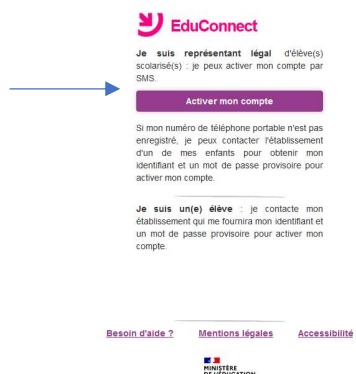 EduConnect
Je suis représentant légal d'élève(s)
scolarisé(s) : je peux activer mon compte par
SMS.
Activer mon compte
Si mon numéro de téléphone portable n'est pas
enregistré, je peux contacter l'établissement
d'un de mes enfants pour obtenir mon
identifiant et un mot de passe provisoire pour
activer mon compte.
Je suis un(e) élève : je contacte mon
établissement qui me fournira mon identifiant et
un mot de passe provisoire pour activer mon
compte.
Besoin d'aide ? Mentions légales Accessibilité
MINISTÈRE
DE L'ÉDUCATION